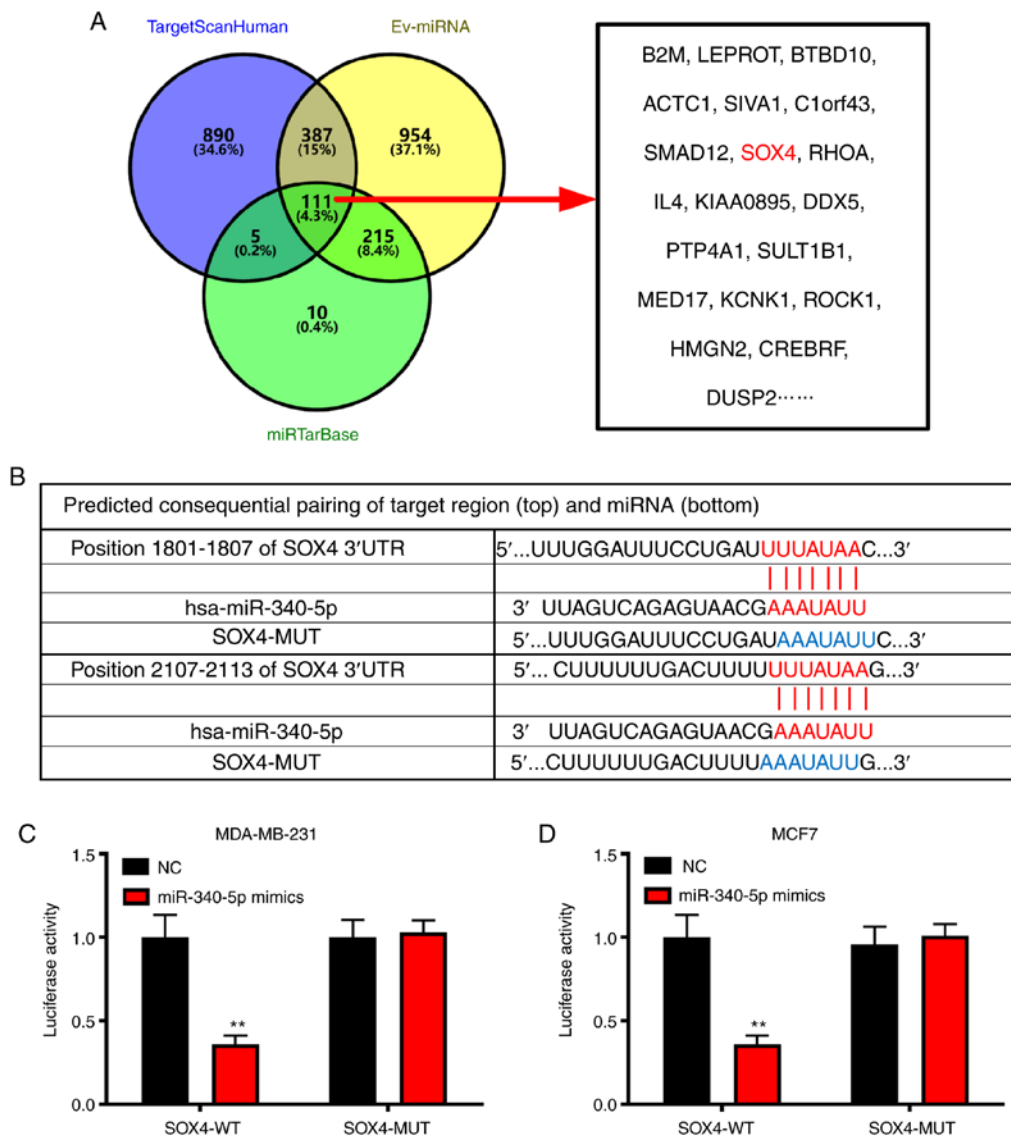 A
TargetScanHuman
Ev-miRNA
890
(34.6%)
387
(15%)
954
(37.1%)
111
(4.3%)
5
(0.2%)
215
(8.4%)
10
(0.4%)
miRTarBase
B2M, LEPROT, BTBD10,
ACTC1, SIVA1, C1orf43,
SMAD12, SOX4, RHOA,
IL4, KIAA0895, DDX5,
PTP4A1, SULT1B1,
MED17, KCNK1, ROCK1,
HMGN2, CREBRF,
DUSP2······
B
Predicted consequential pairing of target region (top) and miRNA (bottom)
Position 1801-1807 of SOX4 3′UTR 5′...UUUGGAUUUCCUGAUUUUAUAAC...3′
hsa-miR-340-5p 3′ UUAGUCAGAGUAACGAAAUAUU
SOX4-MUT 5′...UUUGGAUUUCCUGAUAAAUAUUC...3′
Position 2107-2113 of SOX4 3′UTR 5′... CUUUUUUGACUUUUUUUAUAAG...3′
hsa-miR-340-5p 3′ UUAGUCAGAGUAACGAAAUAUU
SOX4-MUT 5′...CUUUUUUGACUUUUAAAUAUUG...3′
C
MDA-MB-231
NC
miR-340-5p mimics
Luciferase activity
1.5
1.0
0.5
0.0
**
SOX4-WT
SOX4-MUT
D
MCF7
NC
miR-340-5p mimics
Luciferase activity
1.5
1.0
0.5
0.0
**
SOX4-WT
SOX4-MUT